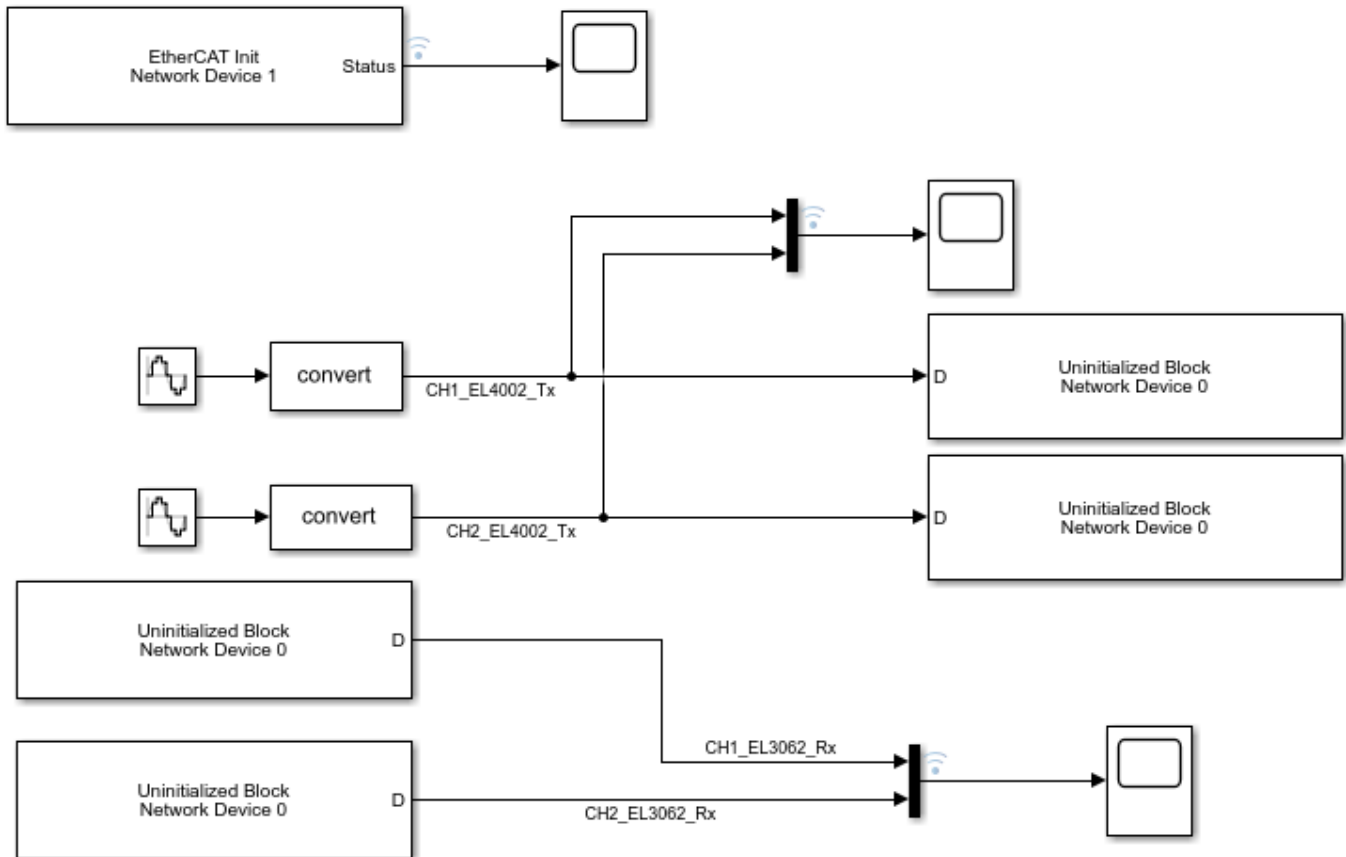 EtherCAT Init
Network Device 1
Status
convert
CH1_EL4002_Tx
D
Uninitialized Block
Network Device 0
convert
CH2_EL4002_Tx
D
Uninitialized Block
Network Device 0
Uninitialized Block
Network Device 0
D
CH1_EL3062_Rx
Uninitialized Block
Network Device 0
D
CH2_EL3062_Rx